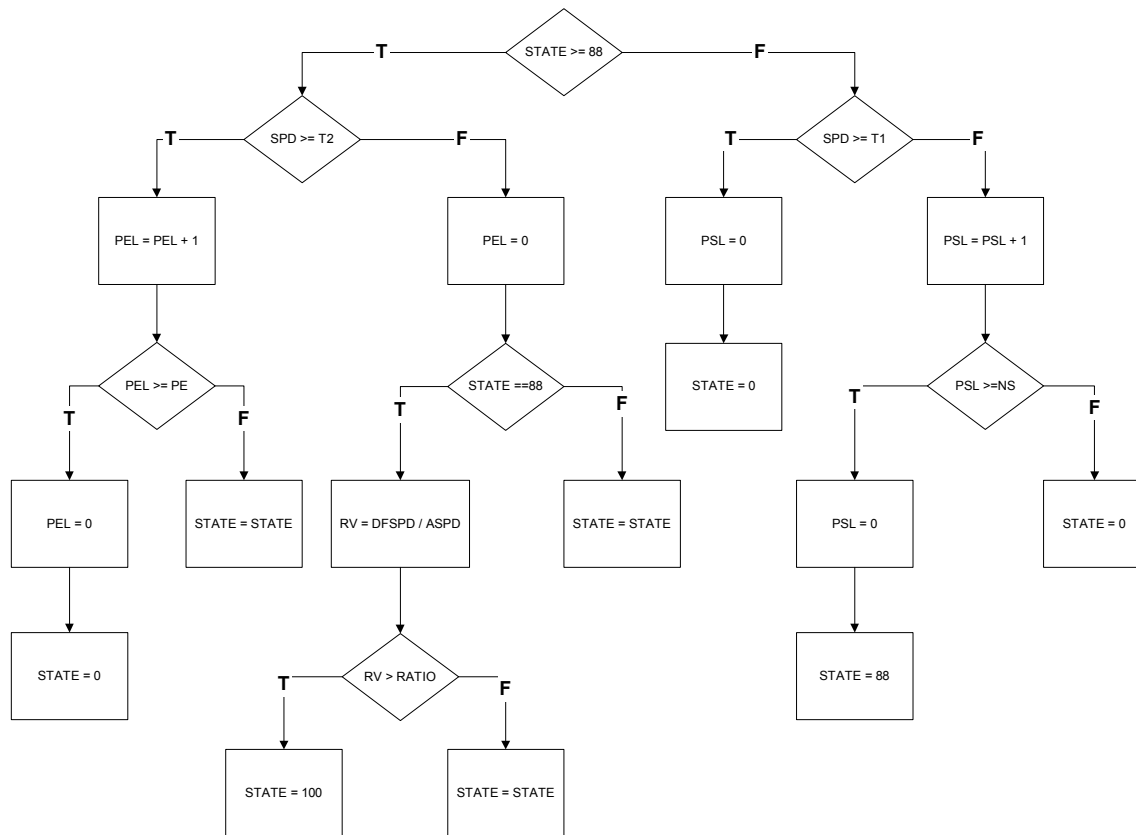 STATE >= 88
T
F
SPD >= T2
SPD >= T1
T
F
T
F
PEL = PEL + 1
PEL = 0
PSL = 0
PSL = PSL + 1
PEL >= PE
STATE ==88
STATE = 0
PSL >=NS
T
F
T
F
T
F
PEL = 0
STATE = STATE
RV = DFSPD / ASPD
STATE = STATE
PSL = 0
STATE = 0
STATE = 0
RV > RATIO
STATE = 88
T
F
STATE = 100
STATE = STATE